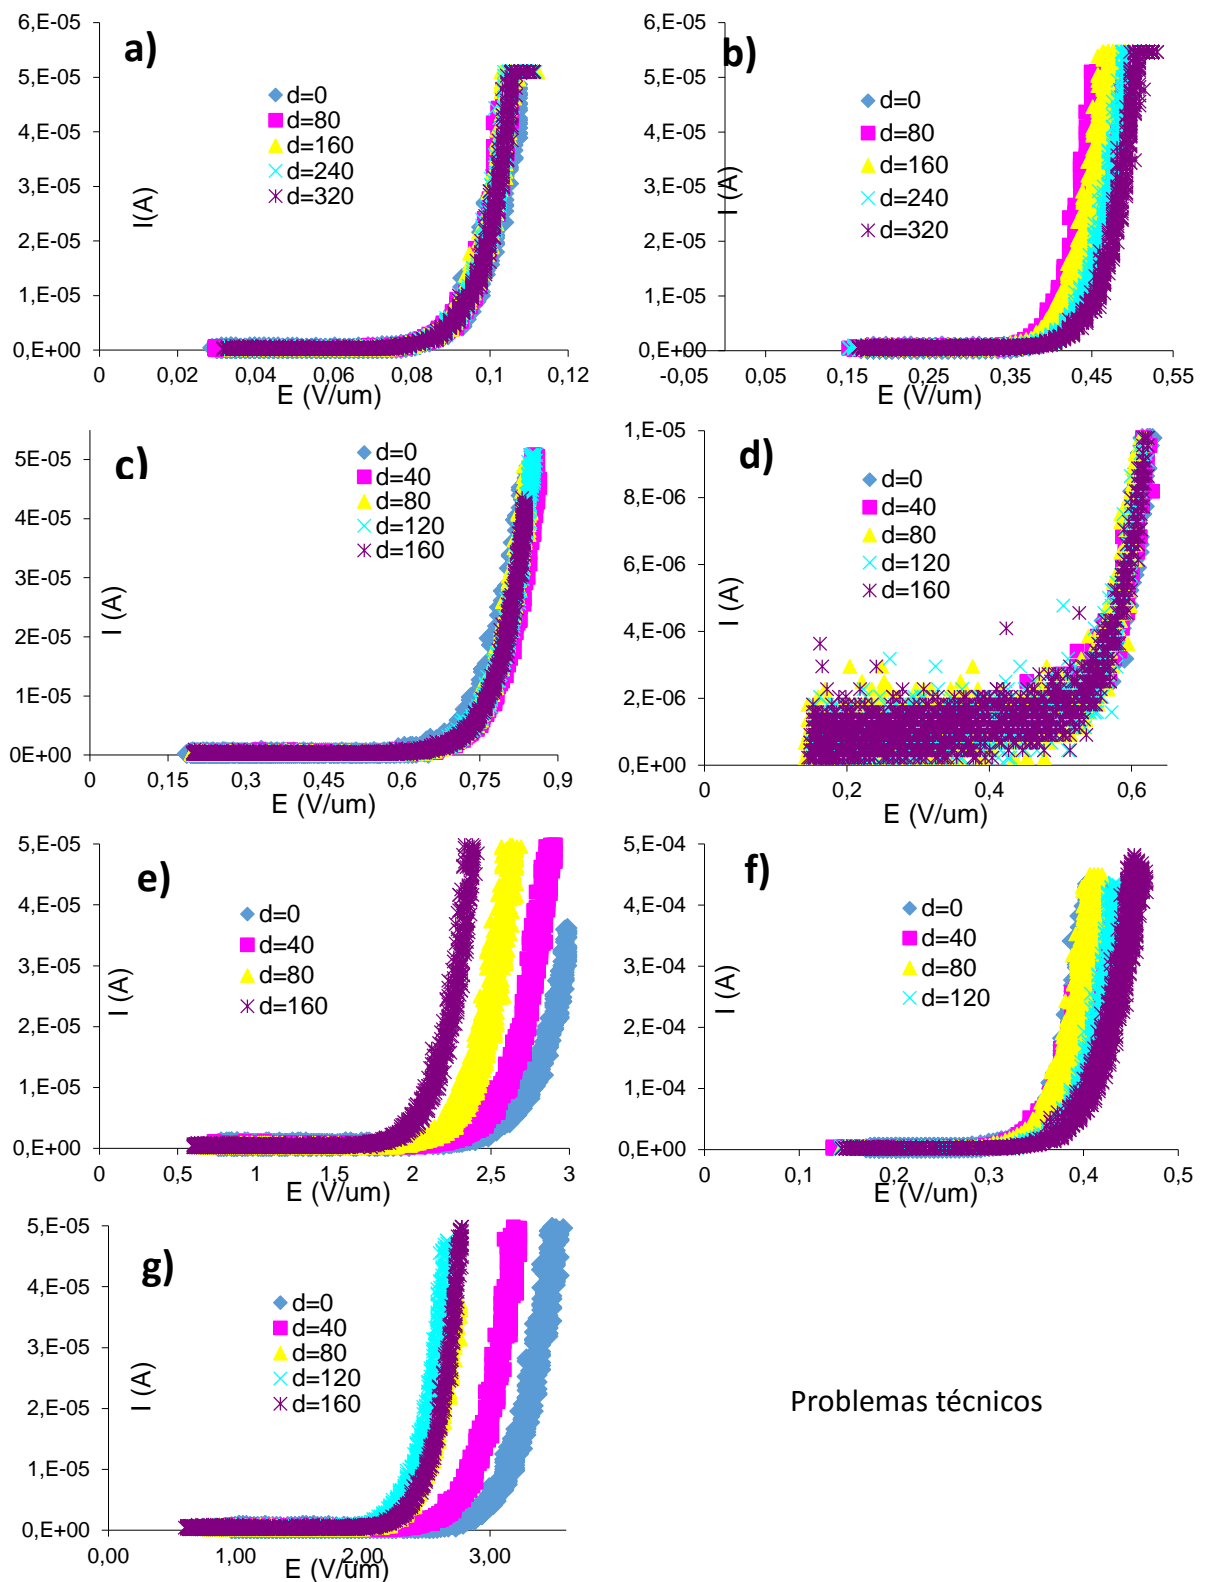 a)
6,E-05
5,E-05
4,E-05
3,E-05
2,E-05
1,E-05
0,E+00
I(A)
d=0
d=80
d=160
d=240
d=320
0
0,02
0,04
0,06
0,08
0,1
0,12
E (V/um)
b)
6,E-05
5,E-05
4,E-05
3,E-05
2,E-05
1,E-05
0,E+00
I (A)
d=0
d=80
d=160
d=240
d=320
-0,05
0,05
0,15
0,25
0,35
0,45
0,55
E (V/um)
c)
5E-05
4E-05
3E-05
2E-05
1E-05
0E+00
I (A)
d=0
d=40
d=80
d=120
d=160
0
0,15
0,3
0,45
0,6
0,75
0,9
E (V/um)
d)
1,E-05
8,E-06
6,E-06
4,E-06
2,E-06
0,E+00
I (A)
d=0
d=40
d=80
d=120
d=160
0
0,2
0,4
0,6
E (V/um)
e)
5,E-05
4,E-05
3,E-05
2,E-05
1,E-05
0,E+00
I (A)
d=0
d=40
d=80
d=160
0
0,5
1
1,5
2
2,5
3
E (V/um)
f)
5,E-04
4,E-04
3,E-04
2,E-04
1,E-04
0,E+00
I (A)
d=0
d=40
d=80
d=120
0
0,1
0,2
0,3
0,4
0,5
E (V/um)
g)
5,E-05
4,E-05
3,E-05
2,E-05
1,E-05
0,E+00
I (A)
d=0
d=40
d=80
d=120
d=160
0,00
1,00
2,00
3,00
E (V/um)
Problemas técnicos